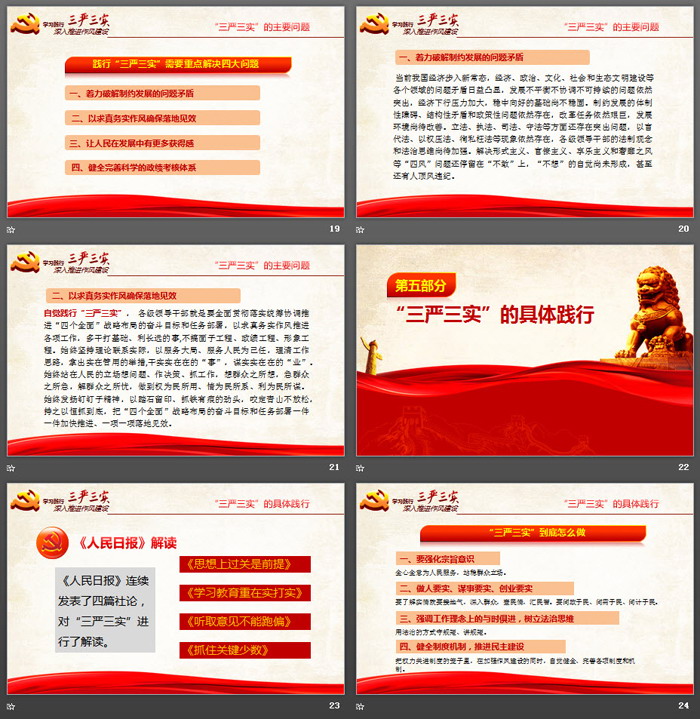 学习践行 三严三实
深入推进作风建设
“三严三实”的主要问题
践行“三严三实”需要重点解决四大问题
一、着力破解制约发展的问题矛盾
二、以求真务实作风确保落地见效
三、让人民在发展中有更多获得感
四、健全完善科学的政绩考核体系
19
学习践行 三严三实
深入推进作风建设
“三严三实”的主要问题
一、着力破解制约发展的问题矛盾
当前我国经济步入新常态，经济、政治、文化、社会和生态文明建设等
各个领域的问题矛盾日益凸显，发展不平衡不协调不可持续的问题依然
突出，经济下行压力加大，稳中向好的基础尚不稳固。制约发展的体制
性障碍、结构性矛盾和政策性问题依然存在，改革任务依然艰巨，发展
环境尚待改善。立法、执法、司法、守法等方面还存在突出问题，以言
代法、以权压法、徇私枉法等现象依然存在，各级领导干部的法制观念
和法治思维尚待加强。解决形式主义、官僚主义、享乐主义和奢靡之风
等“四风”问题还停留在“不敢”上，“不想”的自觉尚未形成，甚至
还有人顶风违纪。
20
学习践行 三严三实
深入推进作风建设
“三严三实”的主要问题
二、以求真务实作风确保落地见效
自觉践行“三严三实”，各级领导干部就是要全面贯彻落实统筹协调推
进“四个全面”战略布局的奋斗目标和任务部署，以求真务实作风推进
各项工作，多干打基础、利长远的事,不搞面子工程、政绩工程、形象工
程。始终坚持理论联系实际，以服务大局、服务人民为己任，理清工作
思路，拿出实在管用的举措,干实实在在的“事”，谋实实在在的“业”。
始终站在人民的立场想问题、作决策、抓工作，想群众之所想，急群众
之所急，解群众之所忧，做到权为民所用、情为民所系、利为民所谋。
始终发扬钉钉子精神，以踏石留印、抓铁有痕的劲头，咬定青山不放松，
持之以恒抓到底，把“四个全面”战略布局的奋斗目标和任务部署一件
一件加快推进、一项一项落地见效。
21
第五部分
“三严三实”的具体践行
22
学习践行 三严三实
深入推进作风建设
“三严三实”的具体践行
《人民日报》解读
《人民日报》连续
发表了四篇社论，
对“三严三实”进
行了解读。
《思想上过关是前提》
《学习教育重在实打实》
《听取意见不能跑偏》
《抓住关键少数》
23
学习践行 三严三实
深入推进作风建设
“三严三实”的具体践行
“三严三实”到底怎么做
一、要强化宗旨意识
全心全意为人民服务，站稳群众立场。
二、做人要实、谋事要实、创业要实
要了解实情就要接地气，深入群众，查民情，汇民智。要问政于民、问需于民、问计于民。
三、强调工作理念上的与时俱进，树立法治思维
用法治的方式守规矩、讲规矩。
四、健全制度机制，推进民主建设
把权力关进制度的笼子里，在加强作风建设的同时，自觉健全、完善各项制度和机
制。
24